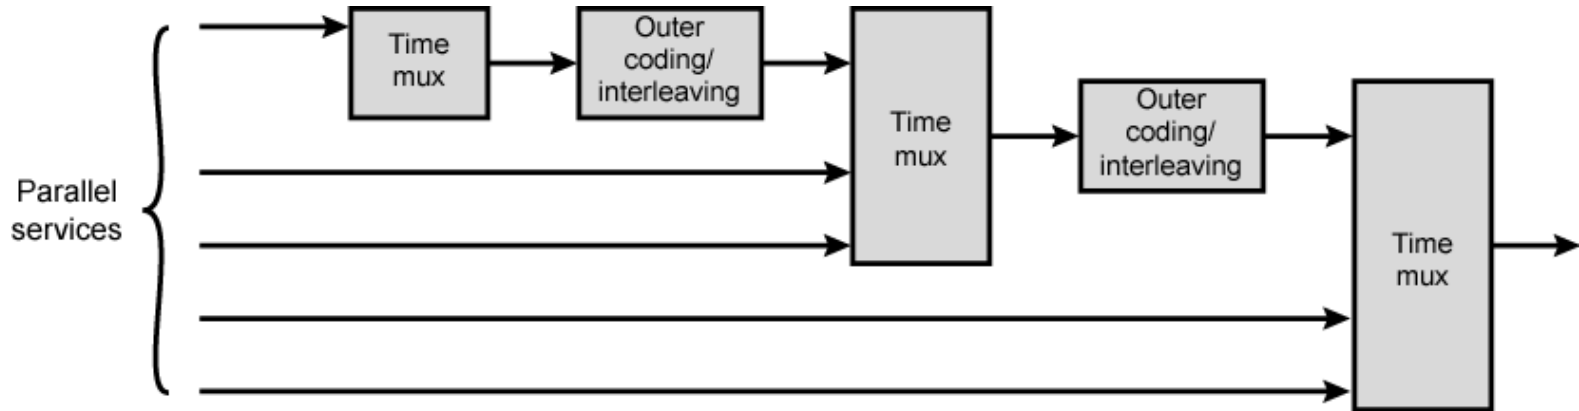 Parallel
services
Time
mux
Outer
coding/
interleaving
Time
mux
Outer
coding/
interleaving
Time
mux